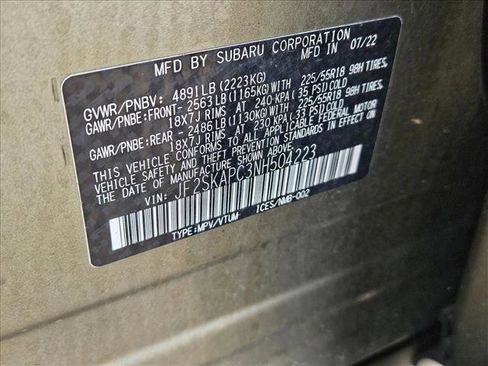 MFD BY SUBARU CORPORATION IN 07/22
GVWR/PNBV: 4891LB (2223KG)
GAWR/PNBE:FRONT- 2563LB(1165KG)WITH 225/55R18 98H TIRES
18X7J RIMS AT 240 KPA( 35 PSI)COLD
GAWR/PNBE:REAR - 2486LB(1130KG)WITH 225/55R18 98H TIRES
18X7J RIMS AT 230 KPA( 33 PSI)COLD
THIS VEHICLE CONFORMS TO ALL APPLICABLE FEDERAL MOTOR
VEHICLE SAFETY AND THEFT PREVENTION STANDARDS IN EFFECT ON
THE DATE OF MANUFACTURE SHOWN ABOVE.
VIN: JF2SKAPC3NH504223
TYPE:MPV/VTUM ICES/NMB-002